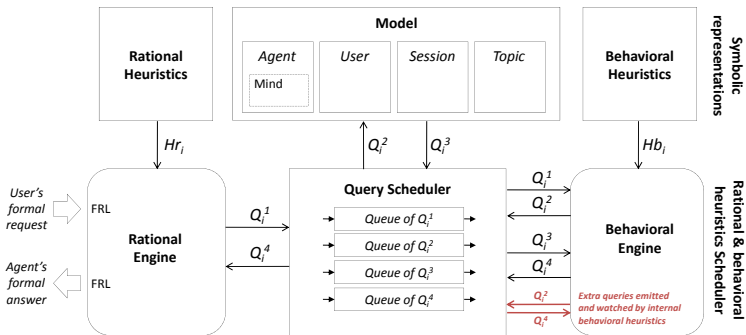 Rational
Heuristics
Model
Agent
User
Session
Topic
Mind
Behavioral
Heuristics
Symbolic
representations
Hr_i
Q_i^2
Q_i^3
Hb_i
User's
formal
request
FRL
Rational
Engine
FRL
Agent's
formal
answer
Q_i^1
Q_i^4
Query Scheduler
Queue of Q_i^1
Queue of Q_i^2
Queue of Q_i^3
Queue of Q_i^4
Q_i^1
Q_i^2
Q_i^3
Q_i^4
Q_i^2
Q_i^4
Behavioral
Engine
Extra queries emitted
and watched by internal
behavioral heuristics
Rational & behavioral
heuristics Scheduler